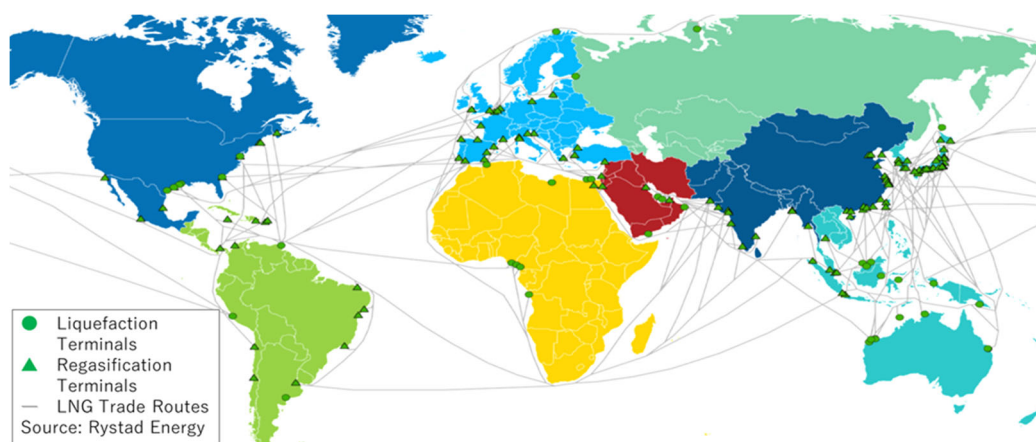 Liquefaction
Terminals
Regasification
Terminals
LNG Trade Routes
Source: Rystad Energy